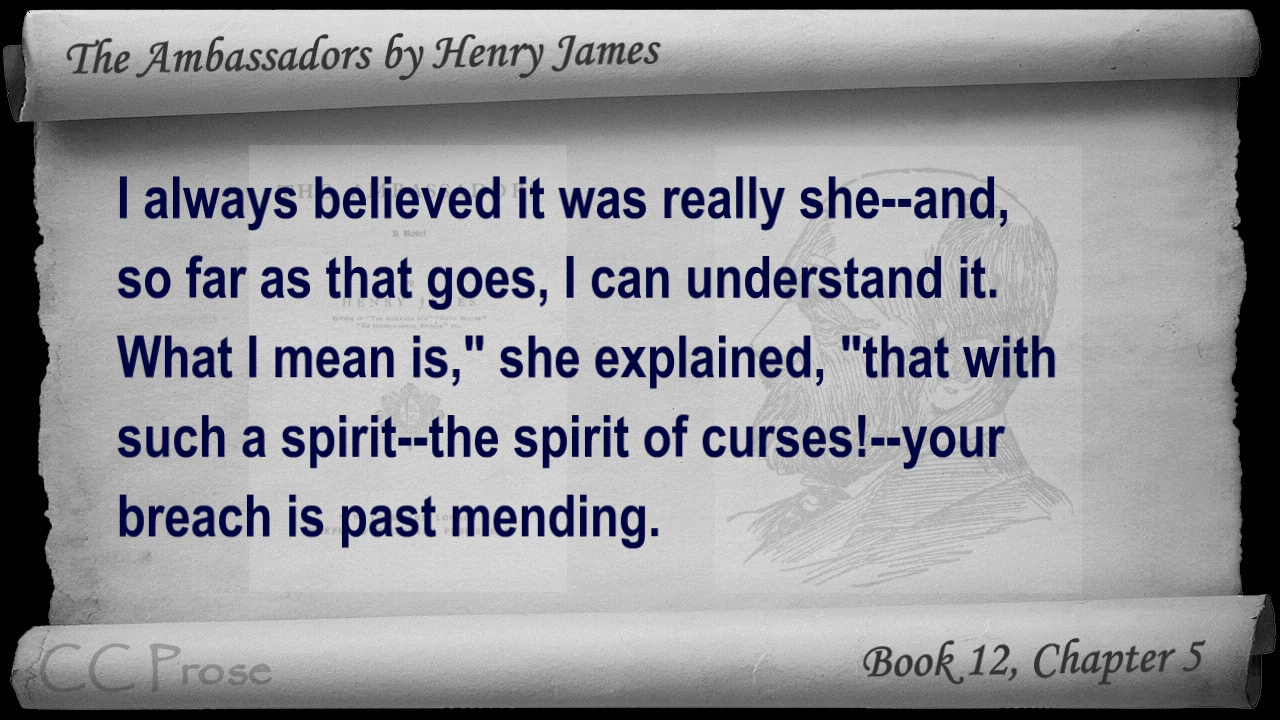 The Ambassadors by Henry James
I always believed it was really she--and,
so far as that goes, I can understand it.
What I mean is," she explained, "that with
such a spirit--the spirit of curses!--your
breach is past mending.
CC Prose
Book 12, Chapter 5